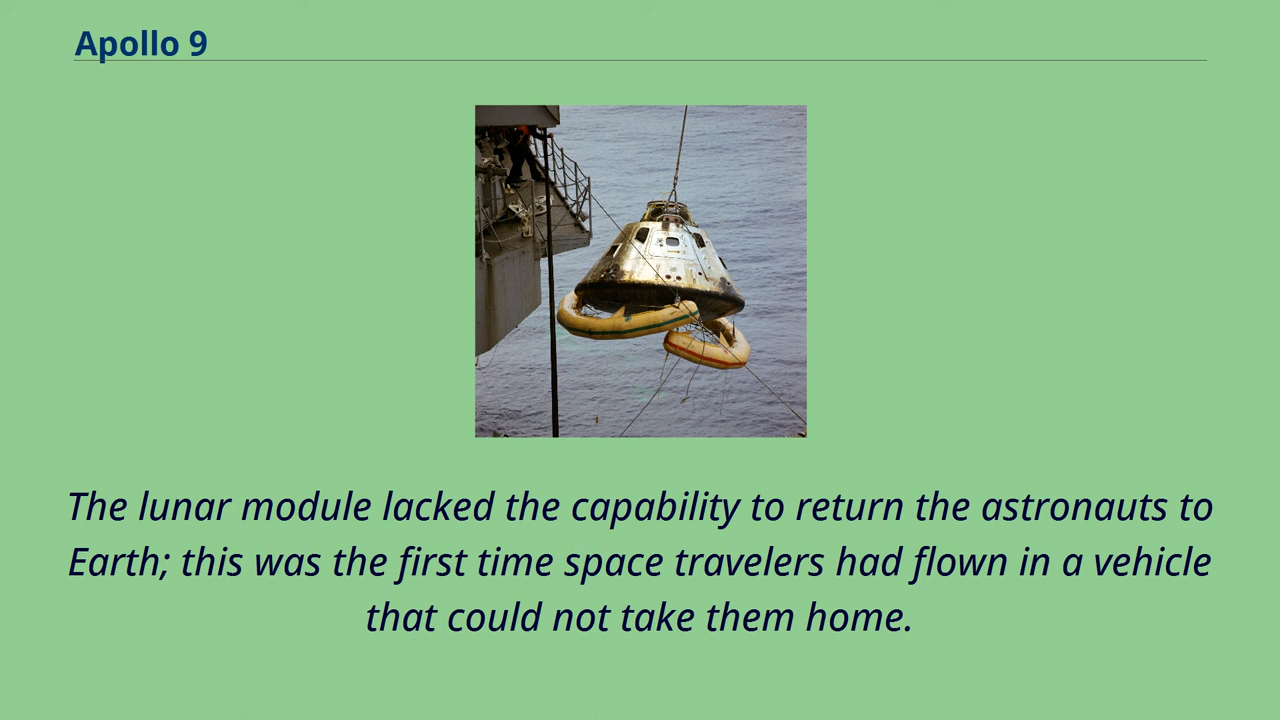 Apollo 9
The lunar module lacked the capability to return the astronauts to
Earth; this was the first time space travelers had flown in a vehicle
that could not take them home.